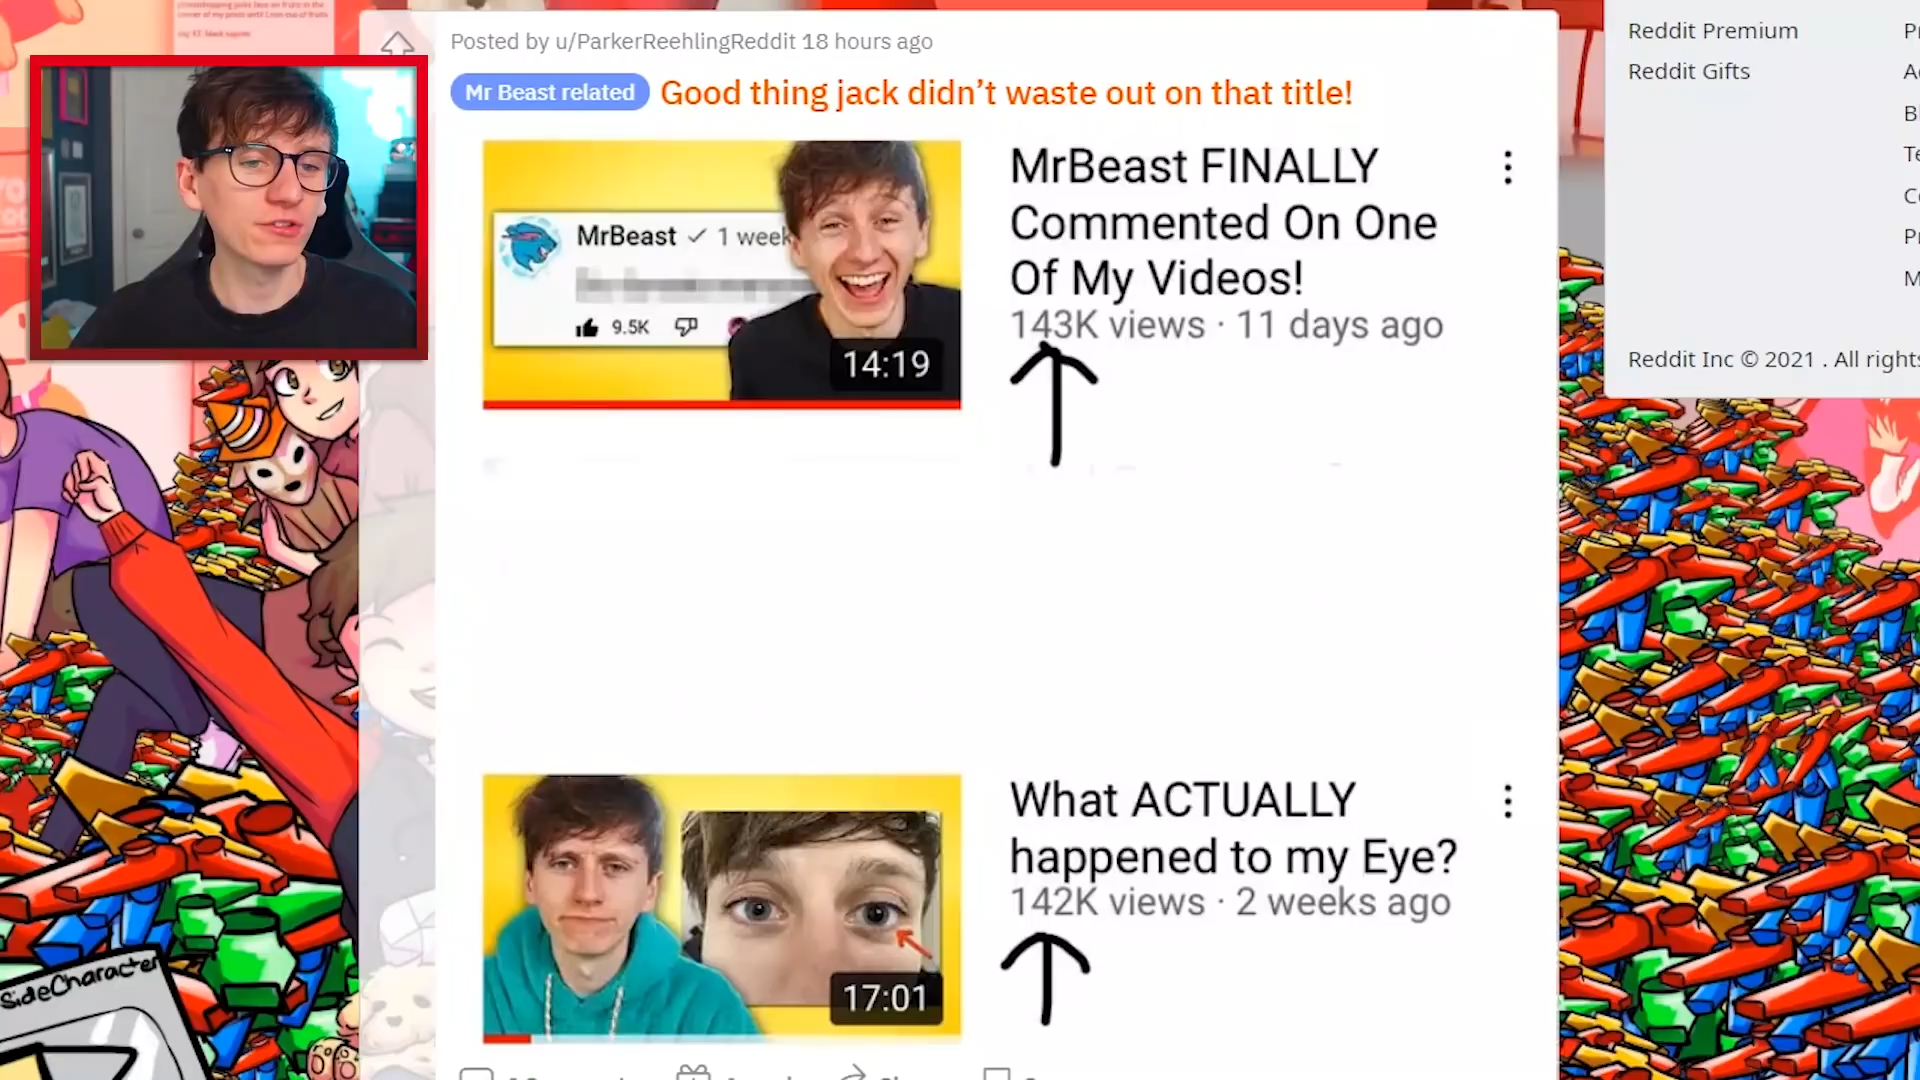 Posted by u/ParkerReehlingReddit 18 hours ago
Mr Beast related Good thing jack didn’t waste out on that title!
MrBeast 1 week
9.5K
14:19
MrBeast FINALLY
Commented On One
Of My Videos!
143K views · 11 days ago
17:01
What ACTUALLY
happened to my Eye?
142K views · 2 weeks ago
Reddit Premium
Reddit Gifts
Reddit Inc © 2021 . All rights
SideCharacter